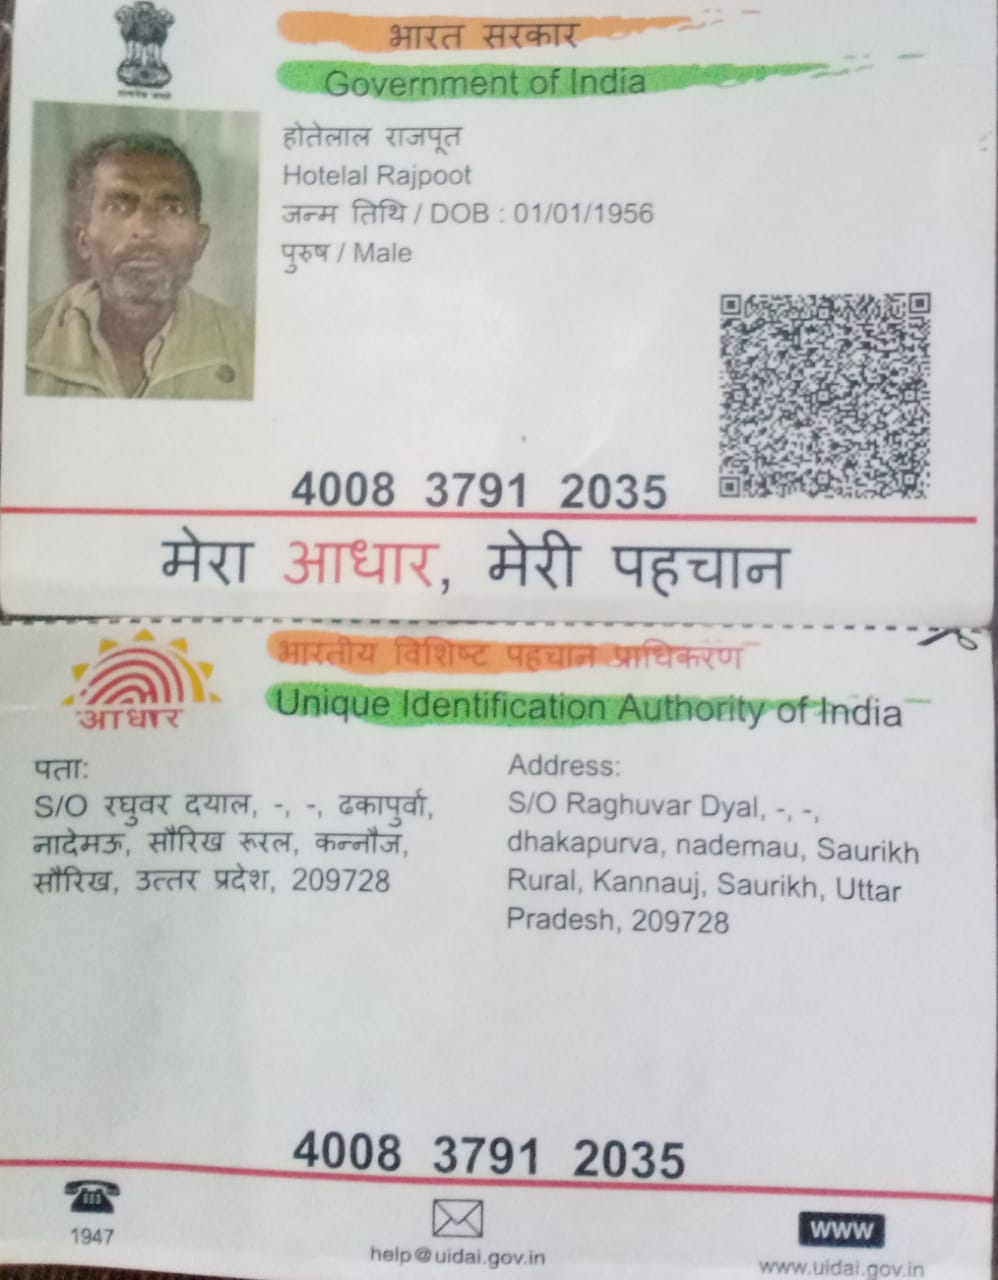 भारत सरकार
Government of India
होतेलाल राजपूत
Hotelal Rajpoot
जन्म तिथि / DOB : 01/01/1956
पुरुष / Male
4008 3791 2035
मेरा आधार, मेरी पहचान
भारतीय विशिष्ट पहचान प्राधिकरण
Unique Identification Authority of India
आधार
पता:
S/O रघुवर दयाल, -, -, ढकापुर्वा,
नादेमऊ, सौरिख रूरल, कन्नौज,
सौरिख, उत्तर प्रदेश, 209728
Address:
S/O Raghuvar Dyal, -, -,
dhakapurva, nademau, Saurikh
Rural, Kannauj, Saurikh, Uttar
Pradesh, 209728
4008 3791 2035
1947
help@uidai.gov.in
www
www.uidai.gov.in